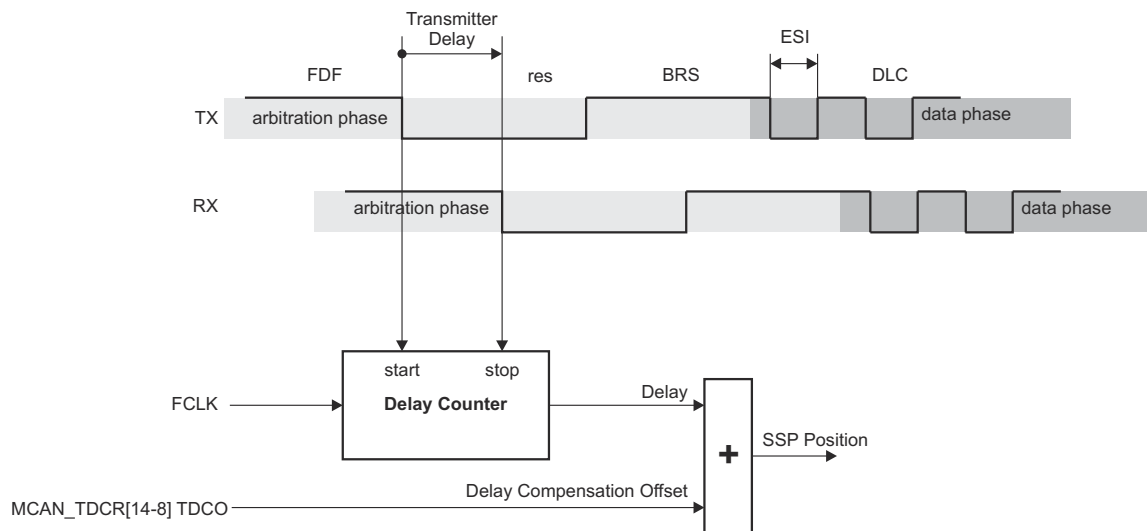 Transmitter
Delay
ESI
FDF
res
BRS
DLC
TX
arbitration phase
data phase
RX
arbitration phase
data phase
start
stop
FCLK
Delay Counter
Delay
SSP Position
+
Delay Compensation Offset
MCAN_TDCR[14-8] TDCO